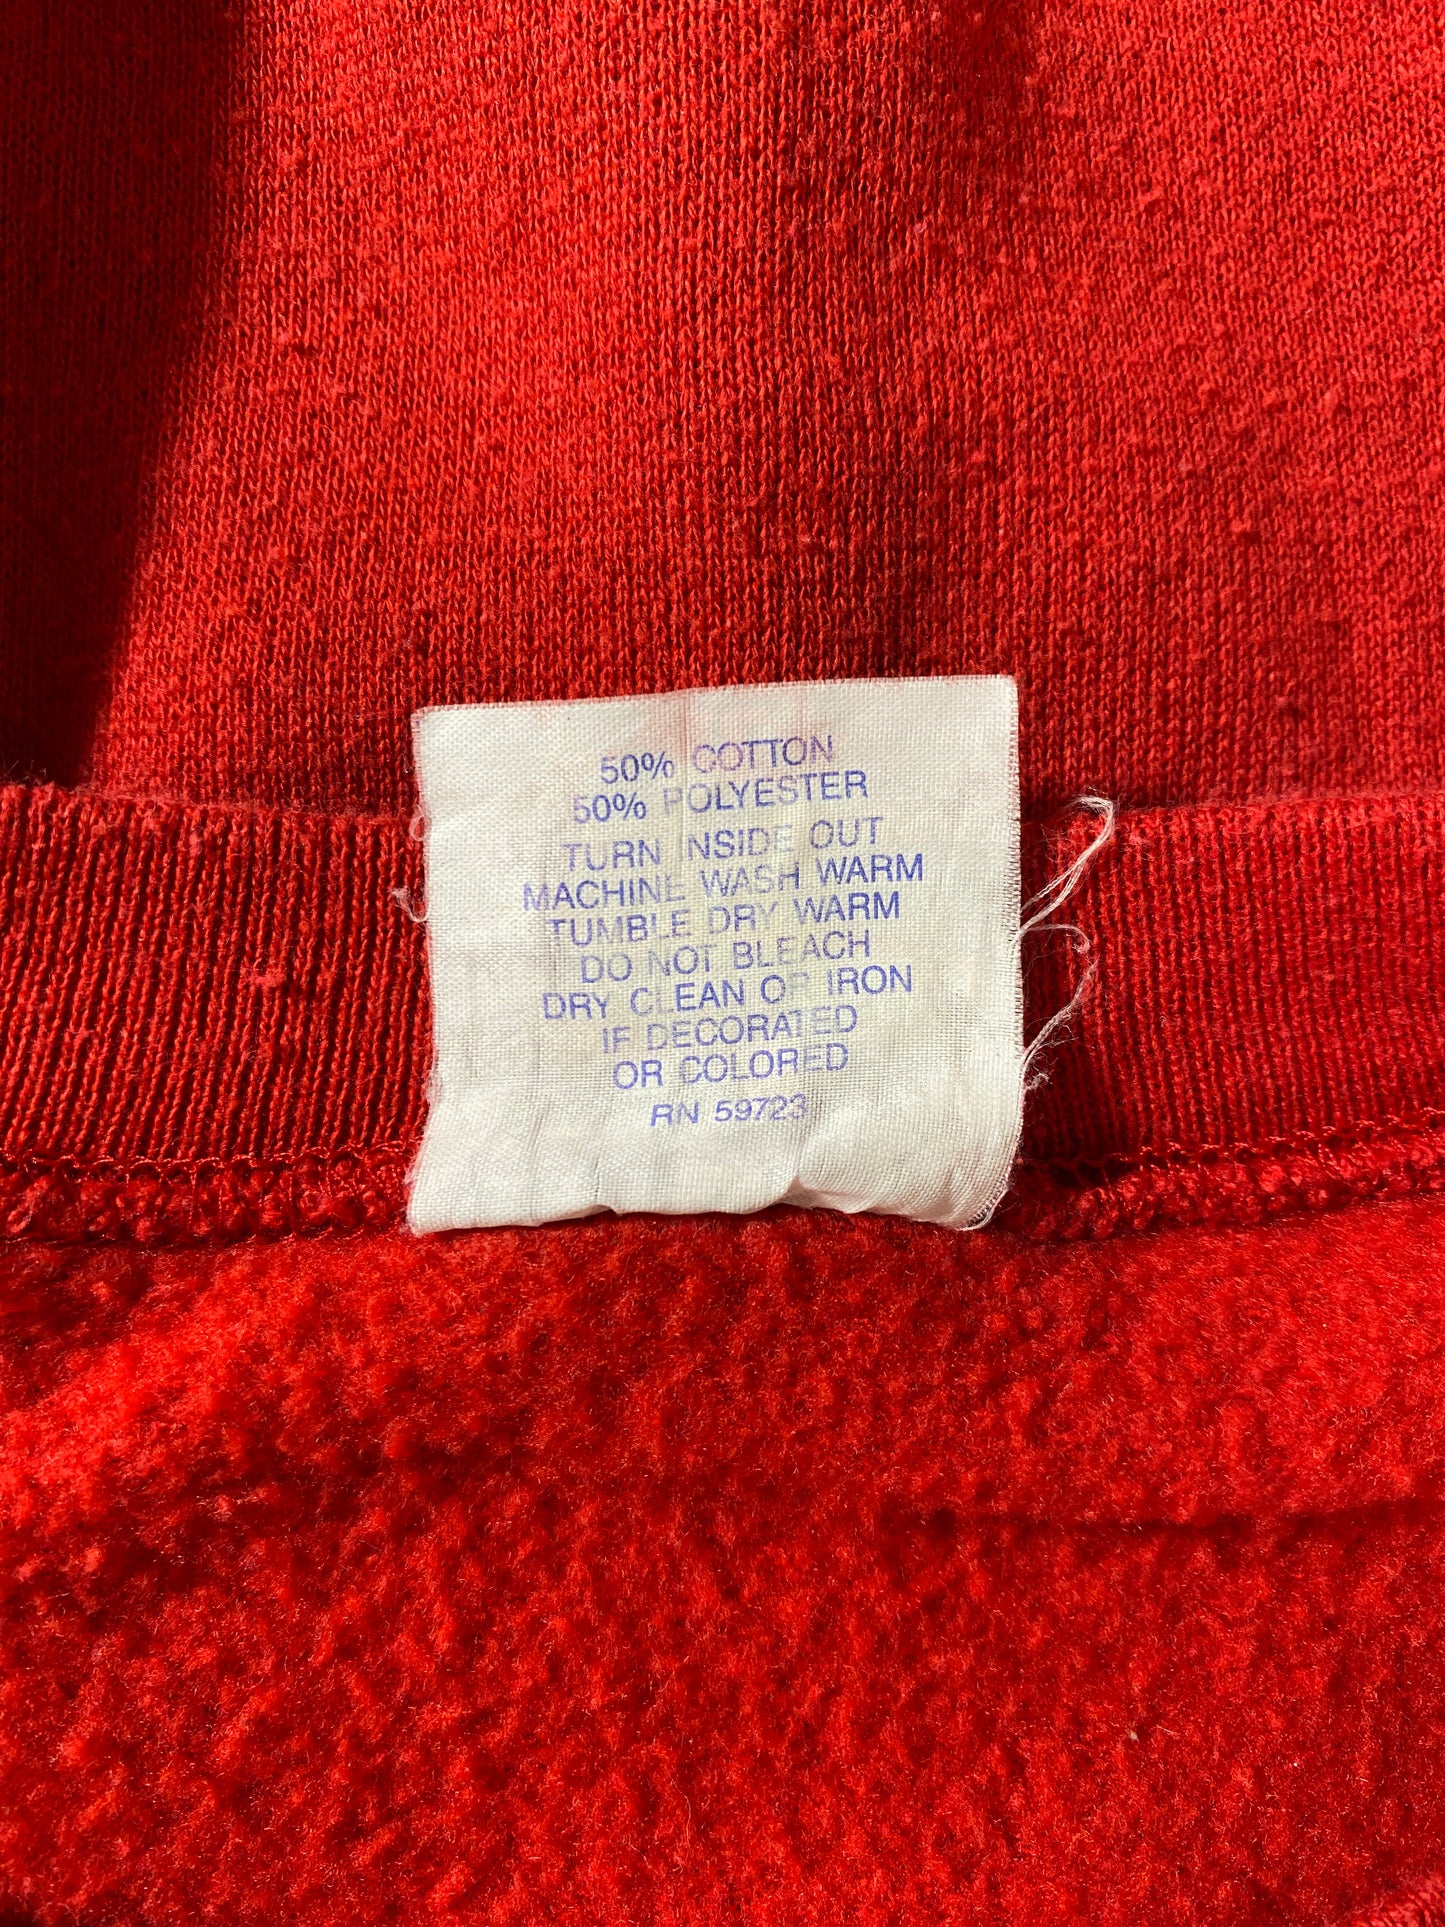 50% COTTON
50% POLYESTER
TURN INSIDE OUT
MACHINE WASH WARM
TUMBLE DRY WARM
DO NOT BLEACH
DRY CLEAN OR IRON
IF DECORATED
OR COLORED
RN 59723